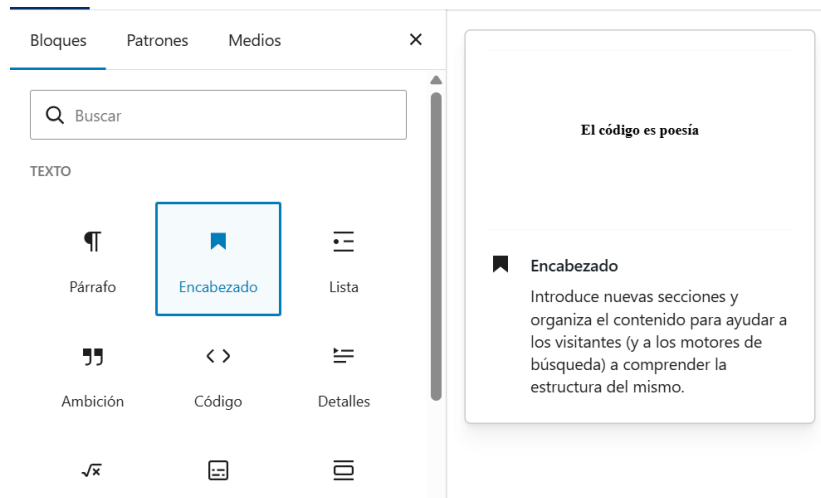 Bloques Patrones Medios
Buscar
TEXTO
Párrafo Encabezado Lista
Ambición Código Detalles
El código es poesía
Encabezado
Introduce nuevas secciones y
organiza el contenido para ayudar a
los visitantes (y a los motores de
búsqueda) a comprender la
estructura del mismo.